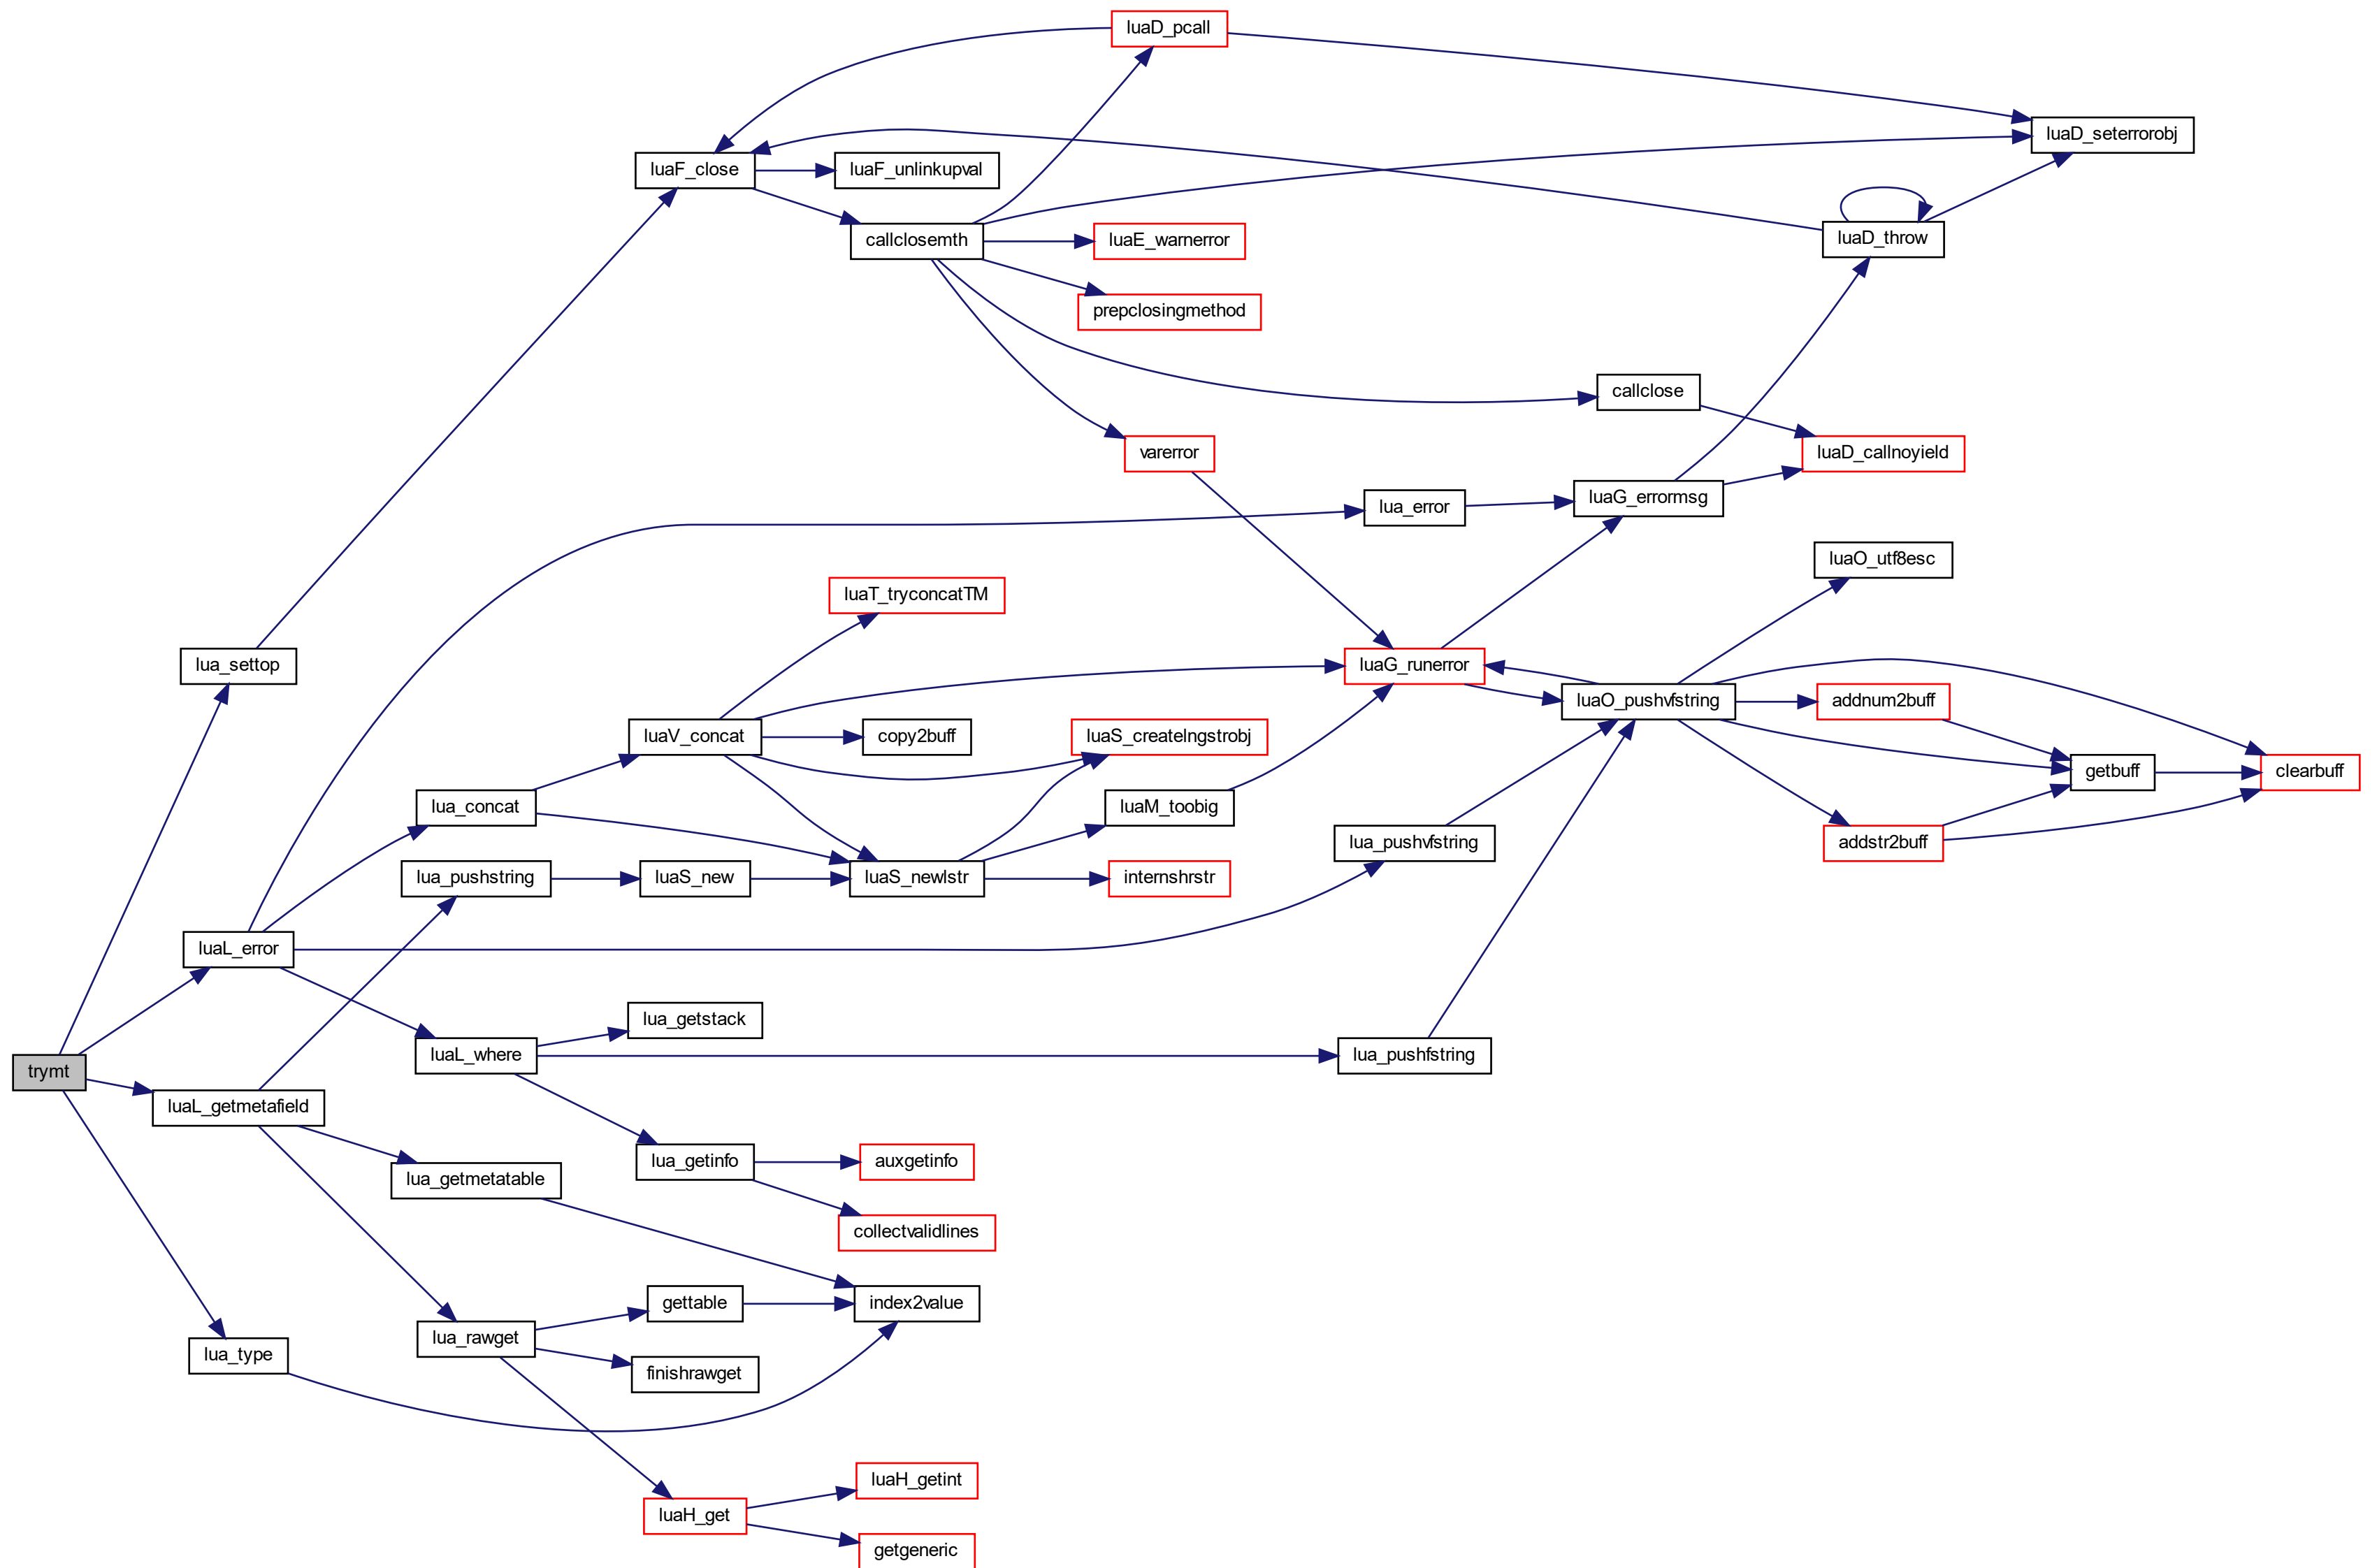 luaD_pcall
luaD_seterrorobj
luaF_close
luaF_unlinkupval
callclosemth
luaE_warnerror
luaD_throw
prepclosingmethod
callclose
varerror
luaD_callnoyield
lua_error
luaG_errormsg
luaO_utf8esc
luaT_tryconcatTM
lua_settop
luaG_runerror
luaO_pushvfstring
addnum2buff
luaV_concat
copy2buff
luaS_createlngstrobj
getbuff
clearbuff
lua_concat
luaM_toobig
lua_pushvfstring
addstr2buff
lua_pushstring
luaS_new
luaS_newlstr
internshrstr
luaL_error
lua_getstack
luaL_where
lua_pushfstring
trymt
luaL_getmetafield
lua_getinfo
auxgetinfo
lua_getmetatable
collectvalidlines
gettable
index2value
lua_rawget
lua_type
finishrawget
luaH_getint
luaH_get
getgeneric